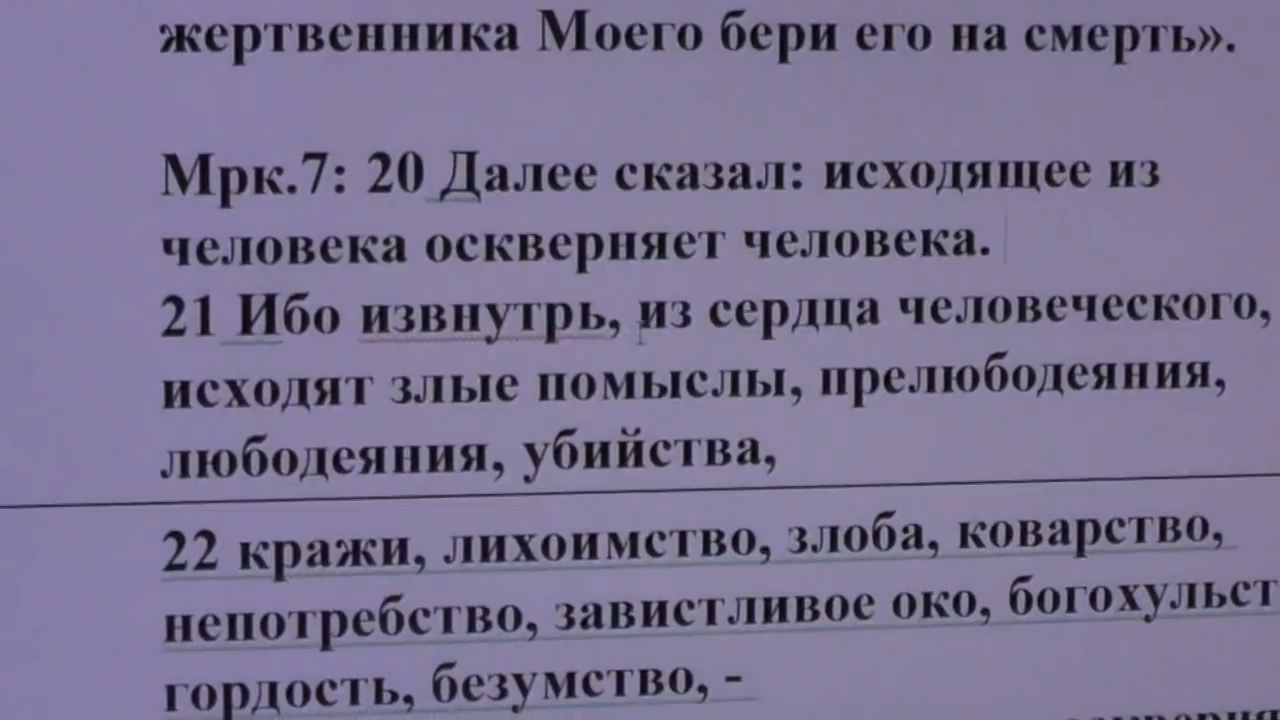 жертвенника Моего бери его на смерть».
Мрк.7: 20 Далее сказал: исходящее из
человека оскверняет человека.
21 Ибо извнутрь, из сердца человеческого,
исходят злые помыслы, прелюбодеяния,
любодеяния, убийства,
22 кражи, лихоимство, злоба, коварство,
непотребство, завистливое око, богохульст
гордость, безумство, -